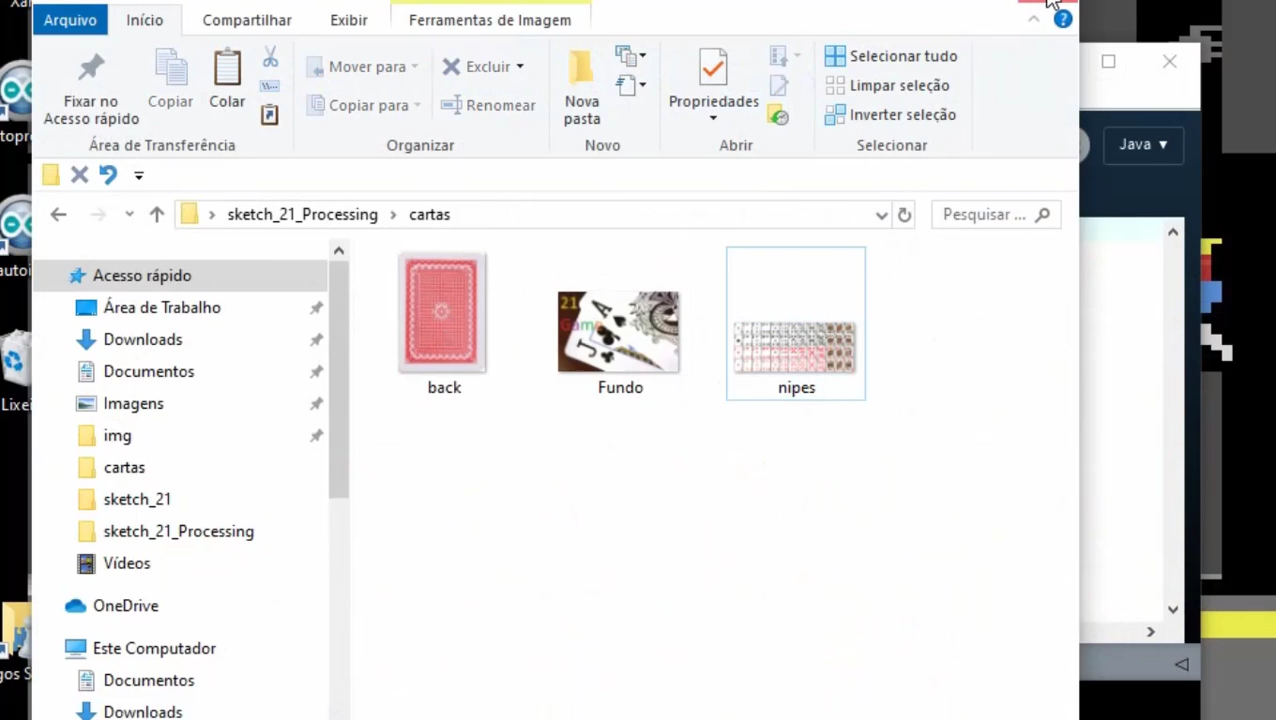 Arquivo
Início
Compartilhar
Exibir
Ferramentas de Imagem
Fixar no
Acesso rápido
Copiar
Colar
Área de Transferência
Mover para
Copiar para
Excluir
Renomear
Organizar
Nova
pasta
Novo
Propriedades
Abrir
Selecionar tudo
Limpar seleção
Inverter seleção
Selecionar
Java
sketch_21_Processing
cartas
Pesquisar ...
Acesso rápido
Área de Trabalho
Downloads
Documentos
Imagens
img
cartas
sketch_21
sketch_21_Processing
Vídeos
OneDrive
Este Computador
Documentos
Downloads
21
Game
back
Fundo
nipes
Lixei